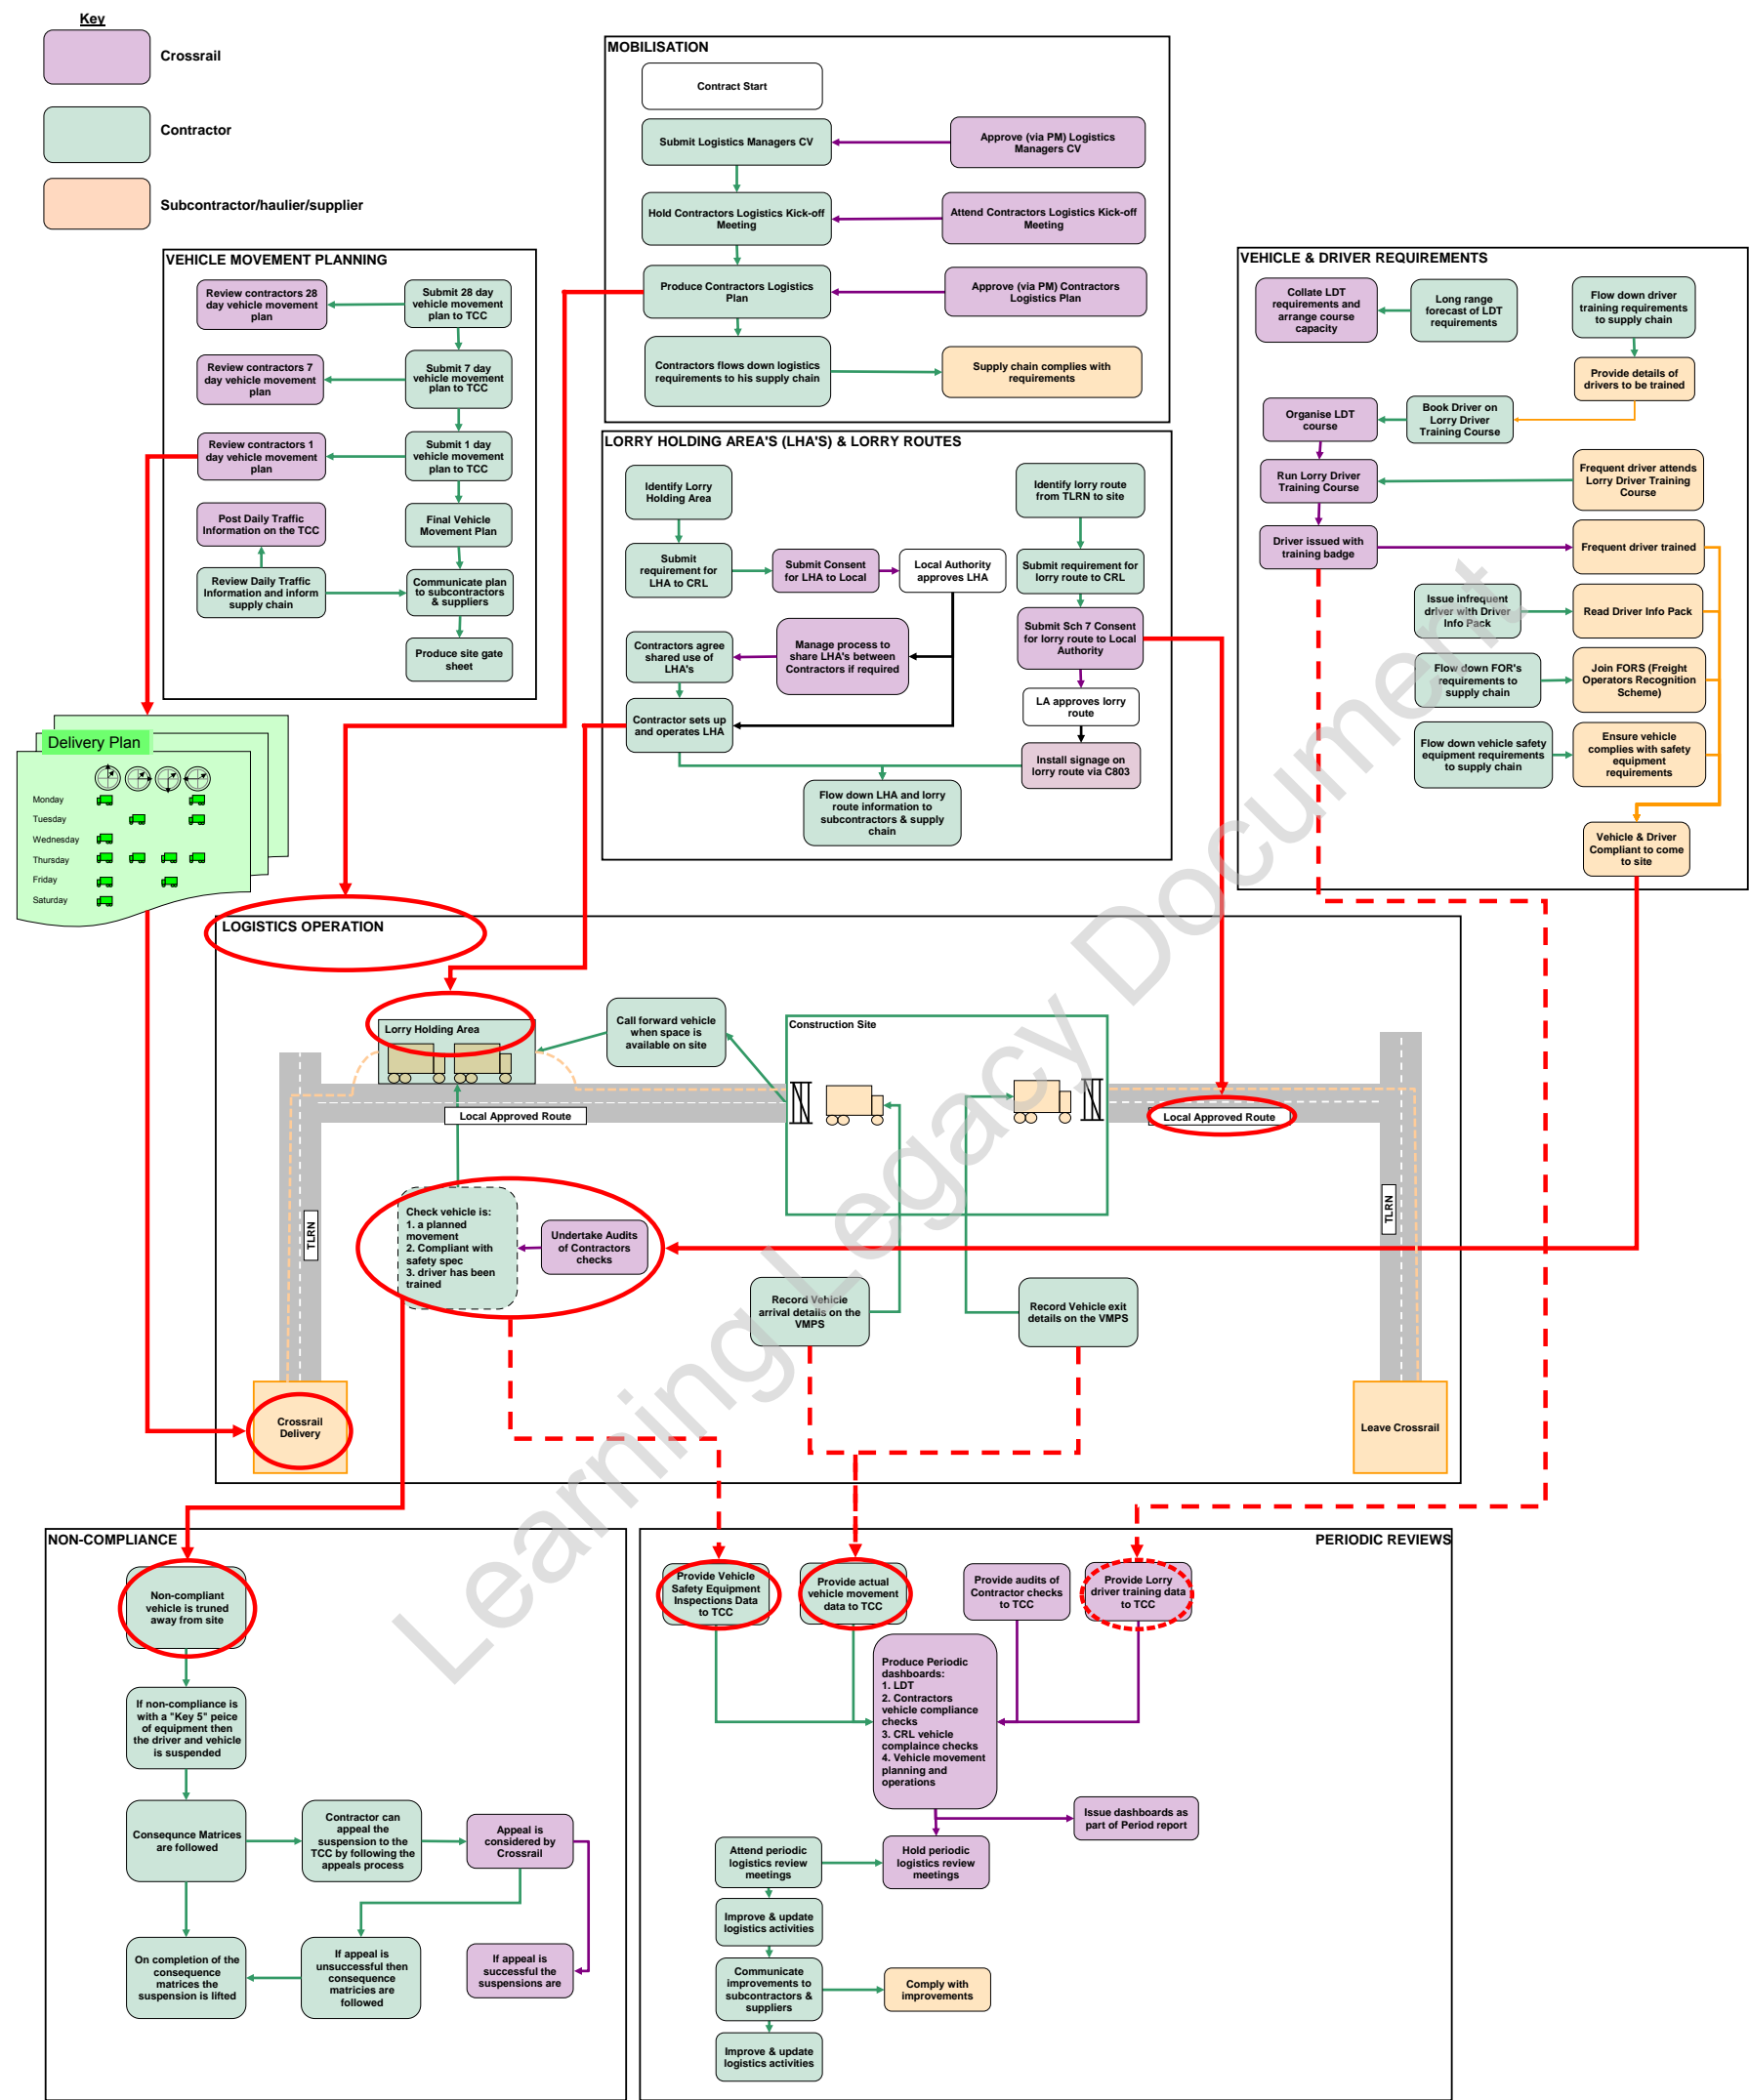 Key
Crossrail
Contractor
Subcontractor/haulier/supplier
MOBILISATION
Contract Start
Submit Logistics Managers CV
Approve (via PM) Logistics
Managers CV
Hold Contractors Logistics Kick-off
Meeting
Attend Contractors Logistics Kick-off
Meeting
Produce Contractors Logistics
Plan
Approve (via PM) Contractors
Logistics Plan
Contractors flows down logistics
requirements to his supply chain
Supply chain complies with
requirements
VEHICLE MOVEMENT PLANNING
Review contractors 28
day vehicle movement
plan
Submit 28 day
vehicle movement
plan to TCC
Review contractors 7
day vehicle movement
plan
Submit 7 day
vehicle movement
plan to TCC
Review contractors 1
day vehicle movement
plan
Submit 1 day
vehicle movement
plan to TCC
Post Daily Traffic
Information on the TCC
Final Vehicle
Movement Plan
Review Daily Traffic
Information and inform
supply chain
Communicate plan
to subcontractors
& suppliers
Produce site gate
sheet
VEHICLE & DRIVER REQUIREMENTS
Collate LDT
requirements and
arrange course
capacity
Long range
forecast of LDT
requirements
Flow down driver
training requirements
to supply chain
Provide details of
drivers to be trained
Organise LDT
course
Book Driver on
Lorry Driver
Training Course
Run Lorry Driver
Training Course
Frequent driver attends
Lorry Driver Training
Course
Driver issued with
training badge
Frequent driver trained
Issue infrequent
driver with Driver
Info Pack
Read Driver Info Pack
Flow down FOR's
requirements to
supply chain
Join FORS (Freight
Operators Recognition
Scheme)
Flow down vehicle safety
equipment requirements
to supply chain
Ensure vehicle
complies with safety
equipment
requirements
Vehicle & Driver
Compliant to come
to site
LORRY HOLDING AREA'S (LHA'S) & LORRY ROUTES
Identify Lorry
Holding Area
Identify lorry route
from TLRN to site
Submit
requirement for
LHA to CRL
Submit Consent
for LHA to Local
Local Authority
approves LHA
Submit requirement for
lorry route to CRL
Contractors agree
shared use of
LHA's
Manage process to
share LHA's between
Contractors if required
Submit Sch 7 Consent
for lorry route to Local
Authority
Contractor sets up
and operates LHA
LA approves lorry
route
Install signage on
lorry route via C803
Flow down LHA and lorry
route information to
subcontractors & supply
chain
Delivery Plan
Monday
Tuesday
Wednesday
Thursday
Friday
Saturday
LOGISTICS OPERATION
Lorry Holding Area
Call forward vehicle
when space is
available on site
Construction Site
Local Approved Route
Local Approved Route
TLRN
TLRN
Check vehicle is:
1. a planned
movement
2. Compliant with
safety spec
3. driver has been
trained
Undertake Audits
of Contractors
checks
Record Vehicle
arrival details on the
VMPS
Record Vehicle exit
details on the VMPS
Crossrail
Delivery
Leave Crossrail
NON-COMPLIANCE
Non-compliant
vehicle is truned
away from site
If non-compliance is
with a "Key 5" peice
of equipment then
the driver and vehicle
is suspended
Consequnce Matrices
are followed
Contractor can
appeal the
suspension to the
TCC by following the
appeals process
Appeal is
considered by
Crossrail
On completion of the
consequence
matrices the
suspension is lifted
If appeal is
unsuccessful then
consequence
matricies are
followed
If appeal is
successful the
suspensions are
PERIODIC REVIEWS
Provide Vehicle
Safety Equipment
Inspections Data
to TCC
Provide actual
vehicle movement
data to TCC
Provide audits of
Contractor checks
to TCC
Provide Lorry
driver training data
to TCC
Produce Periodic
dashboards:
1. LDT
2. Contractors
vehicle compliance
checks
3. CRL vehicle
complaince checks
4. Vehicle movement
planning and
operations
Issue dashboards as
part of Period report
Attend periodic
logistics review
meetings
Hold periodic
logistics review
meetings
Improve & update
logistics activities
Communicate
improvements to
subcontractors &
suppliers
Comply with
improvements
Improve & update
logistics activities
Learning Legacy Document